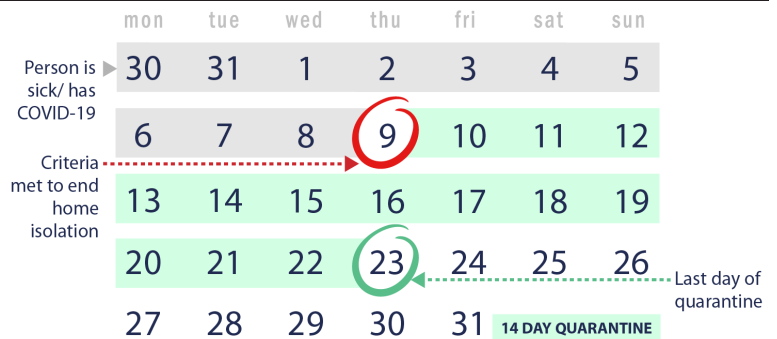 mon tue wed thu fri sat sun
Person is
sick/ has
COVID-19
30 31 1 2 3 4 5
6 7 8 9 10 11 12
Criteria
met to end
home
isolation
13 14 15 16 17 18 19
20 21 22 23 24 25 26
Last day of
quarantine
27 28 29 30 31 14 DAY QUARANTINE